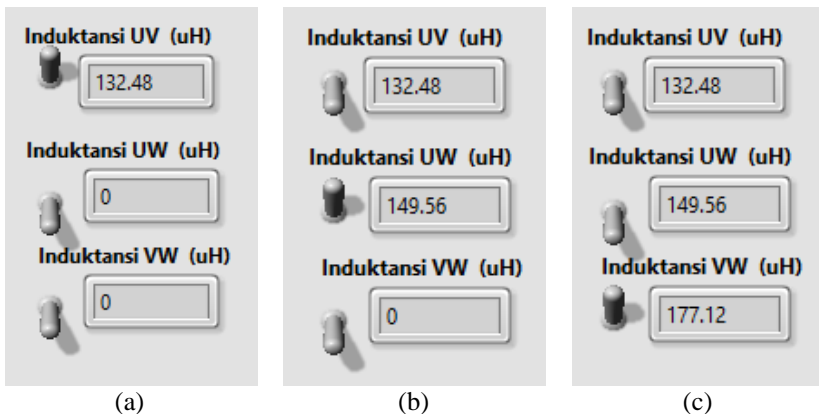 Induktansi UV (uH)
132.48
Induktansi UW (uH)
0
Induktansi VW (uH)
0
(a)
Induktansi UV (uH)
132.48
Induktansi UW (uH)
149.56
Induktansi VW (uH)
0
(b)
Induktansi UV (uH)
132.48
Induktansi UW (uH)
149.56
Induktansi VW (uH)
177.12
(c)